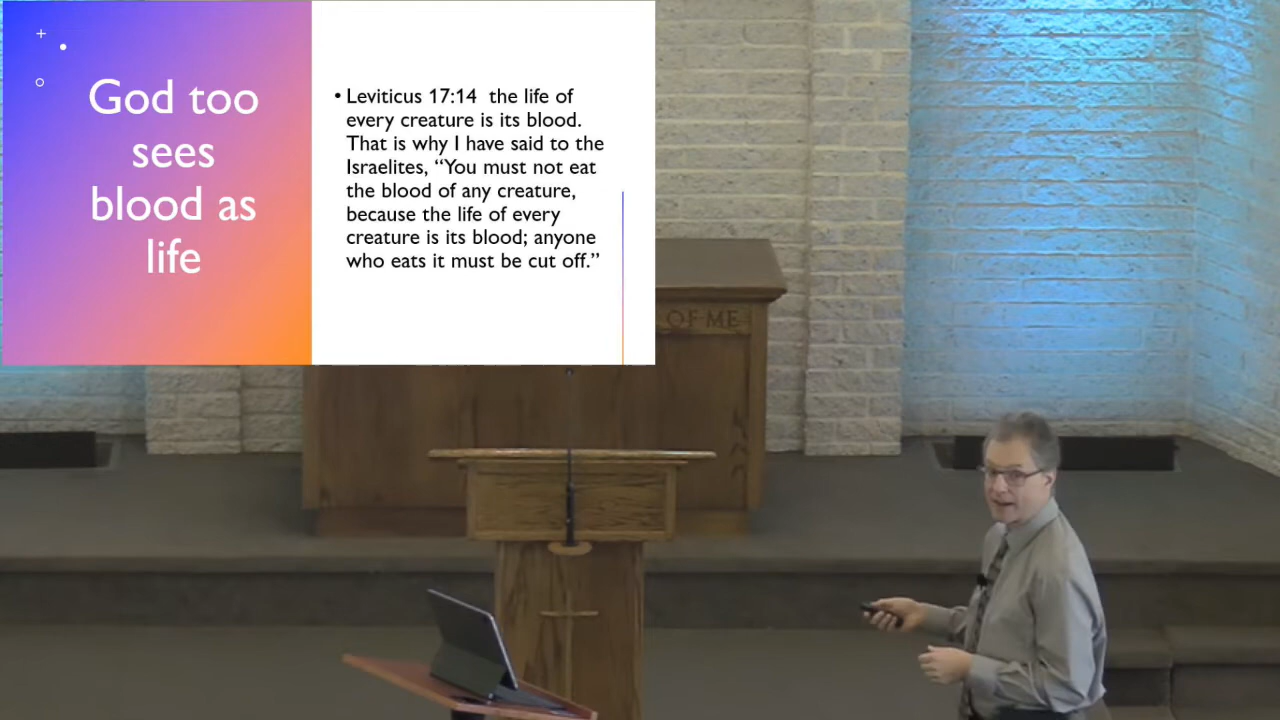 God too
sees
blood as
life
• Leviticus 17:14  the life of
every creature is its blood.
That is why I have said to the
Israelites, “You must not eat
the blood of any creature,
because the life of every
creature is its blood; anyone
who eats it must be cut off.”
OF ME